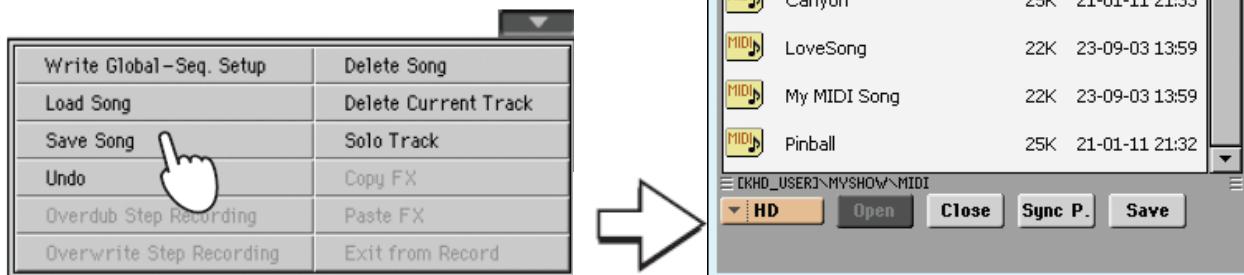 Write Global-Seq. Setup Delete Song
Load Song Delete Current Track
Save Song Solo Track
Undo Copy FX
Overdub Step Recording Paste FX
Overwrite Step Recording Exit from Record
Canyon 25K 21-01-11 21:33
MIDI LoveSong 22K 23-09-03 13:59
MIDI My MIDI Song 22K 23-09-03 13:59
MIDI Pinball 25K 21-01-11 21:32
[KHD_USER]\MYSHOW\MIDI
HD Open Close Sync P. Save